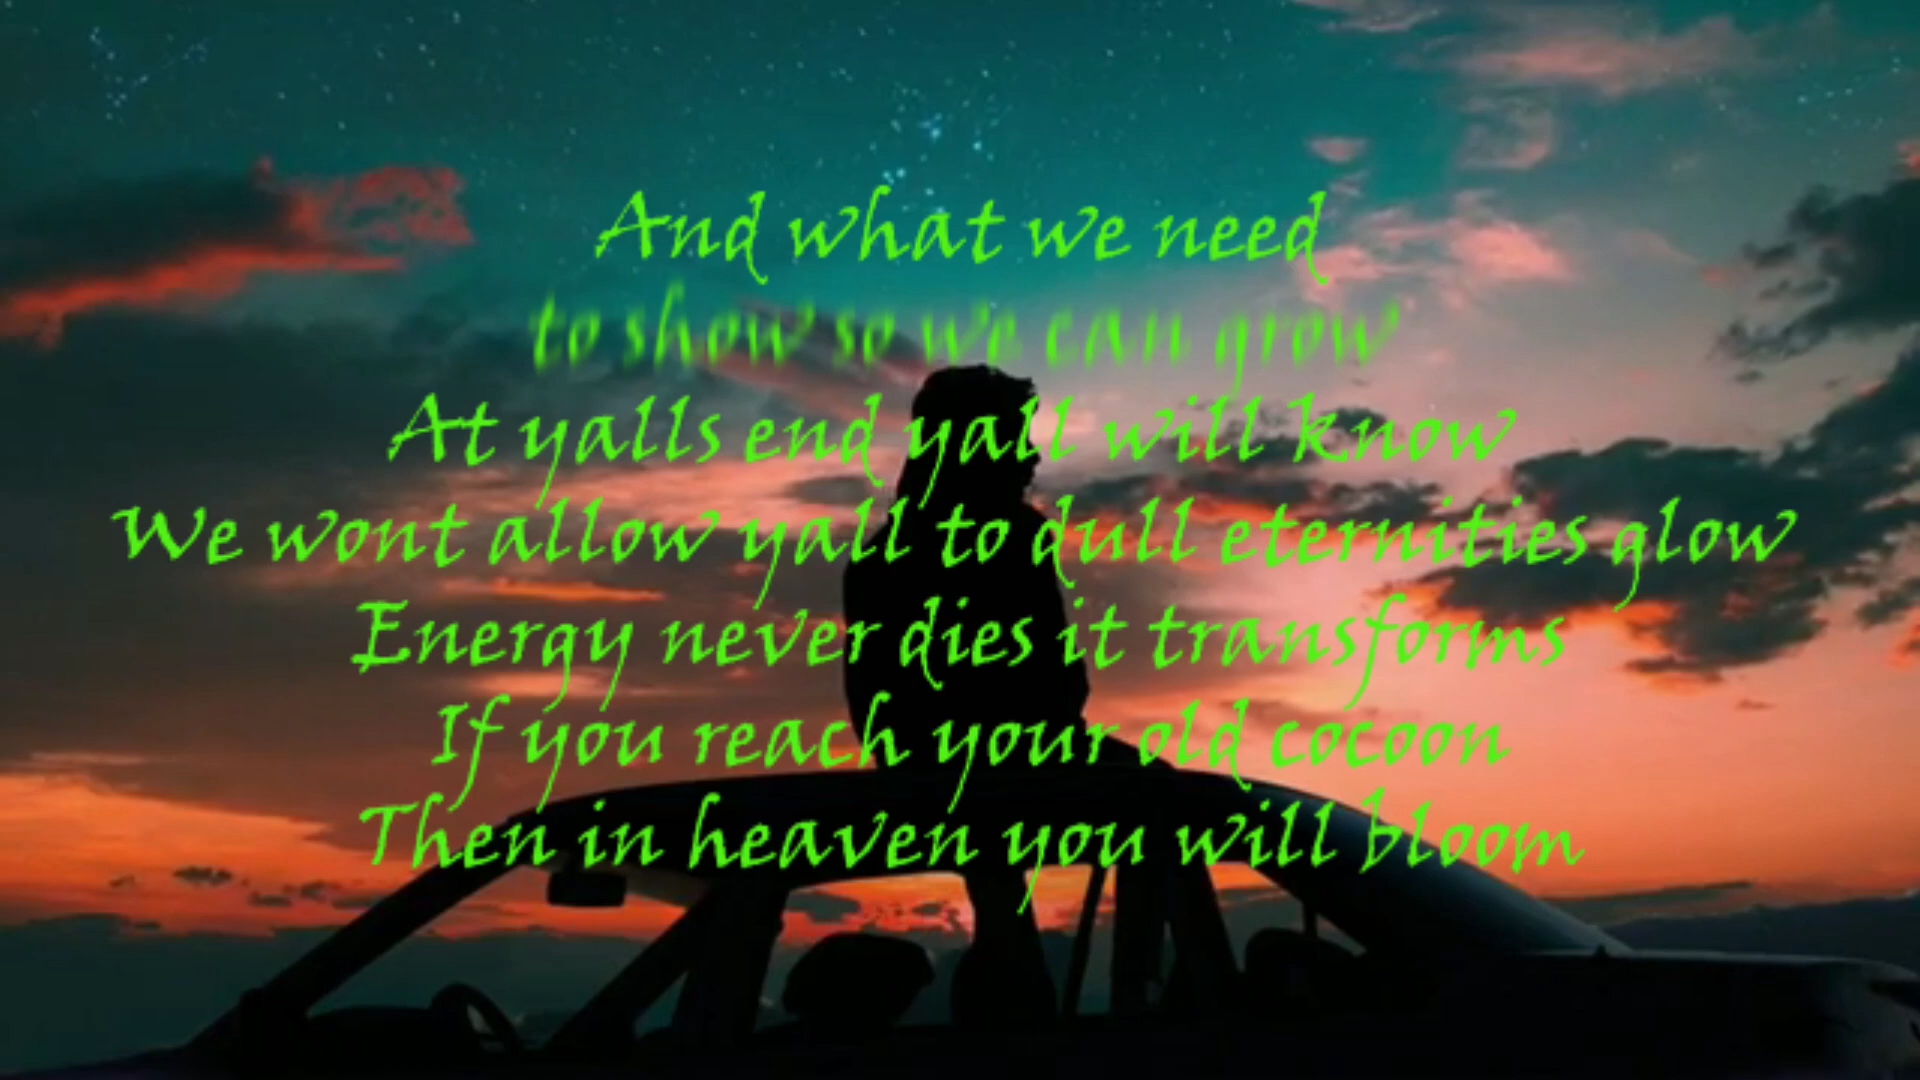 And what we need
to show so we can grow
At yalls end yall will know
We wont allow yall to dull eternities glow
Energy never dies it transforms
If you reach your old cocoon
Then in heaven you will bloom